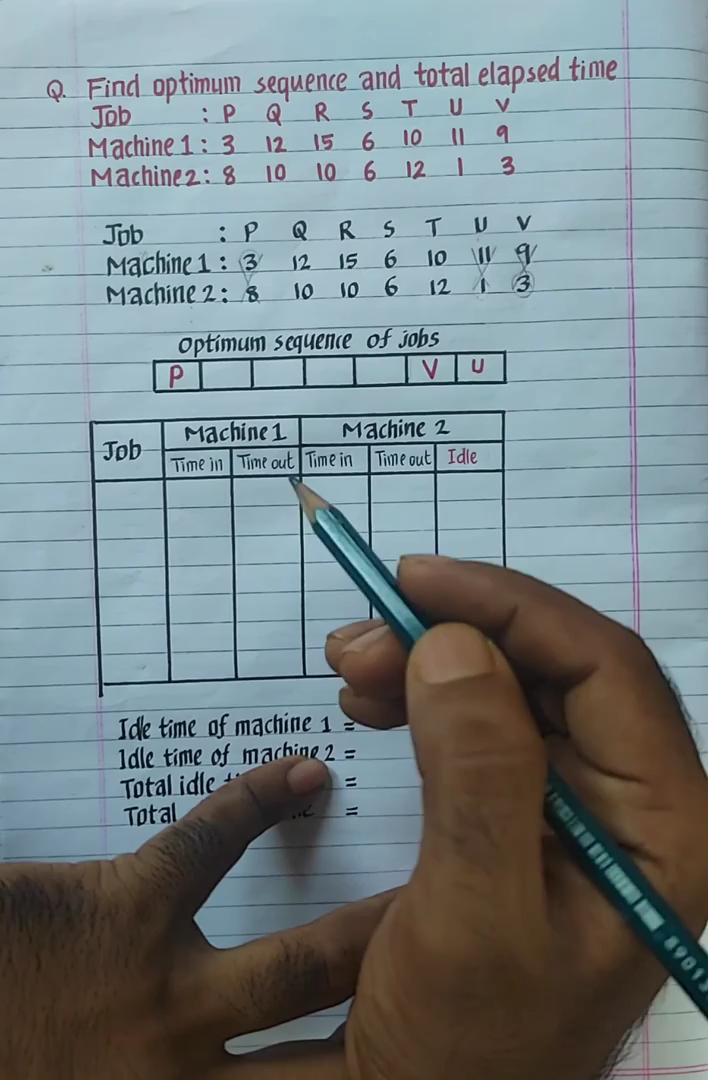 Q. Find optimum sequence and total elapsed time
Job : P Q R S T U V
Machine 1 : 3 12 15 6 10 11 9
Machine2 : 8 10 10 6 12 1 3
Job : P Q R S T U V
Machine 1 : 3 12 15 6 10 11 9
Machine 2 : 8 10 10 6 12 1 3
Optimum sequence of jobs
P V U
Job Machine 1 Machine 2
Time in Time out Time in Time out Idle
Idle time of machine 1 =
Idle time of machine 2 =
Total idle =
Total =
89013